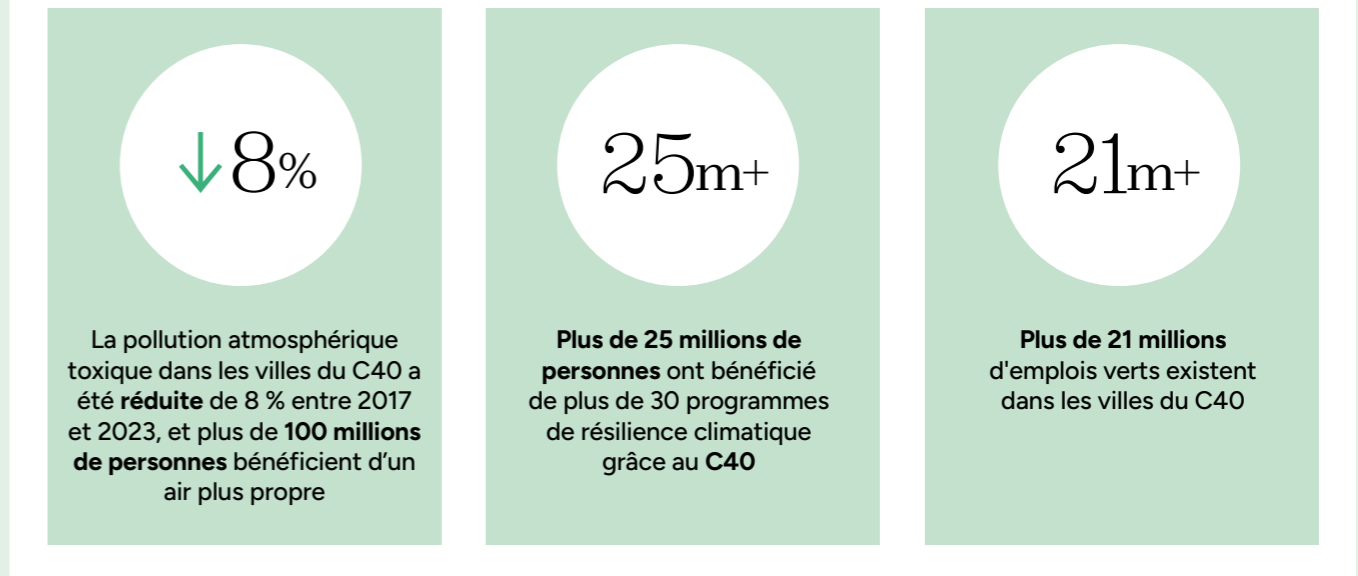 ↓8%
La pollution atmosphérique
toxique dans les villes du C40 a
été réduite de 8 % entre 2017
et 2023, et plus de 100 millions
de personnes bénéficient d’un
air plus propre
25m+
Plus de 25 millions de
personnes ont bénéficié
de plus de 30 programmes
de résilience climatique
grâce au C40
21m+
Plus de 21 millions
d'emplois verts existent
dans les villes du C40